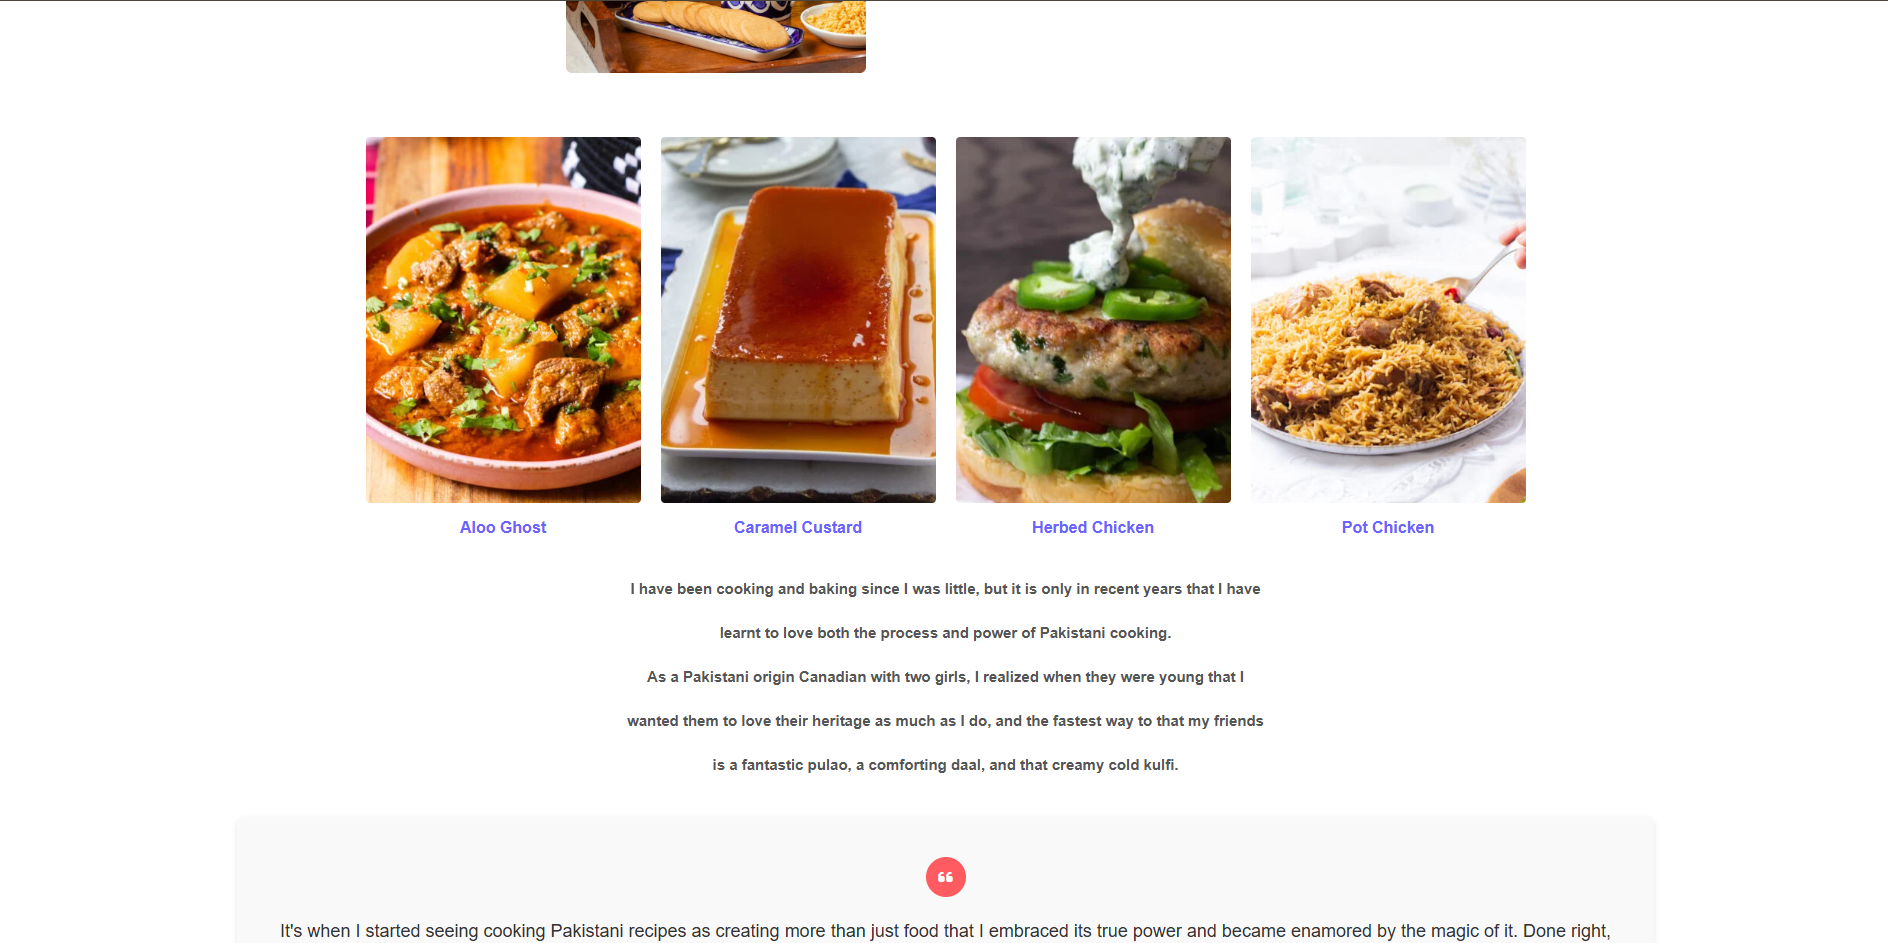 Aloo Ghost
Caramel Custard
Herbed Chicken
Pot Chicken
I have been cooking and baking since I was little, but it is only in recent years that I have
learnt to love both the process and power of Pakistani cooking.
As a Pakistani origin Canadian with two girls, I realized when they were young that I
wanted them to love their heritage as much as I do, and the fastest way to that my friends
is a fantastic pulao, a comforting daal, and that creamy cold kulfi.
It's when I started seeing cooking Pakistani recipes as creating more than just food that I embraced its true power and became enamored by the magic of it. Done right,